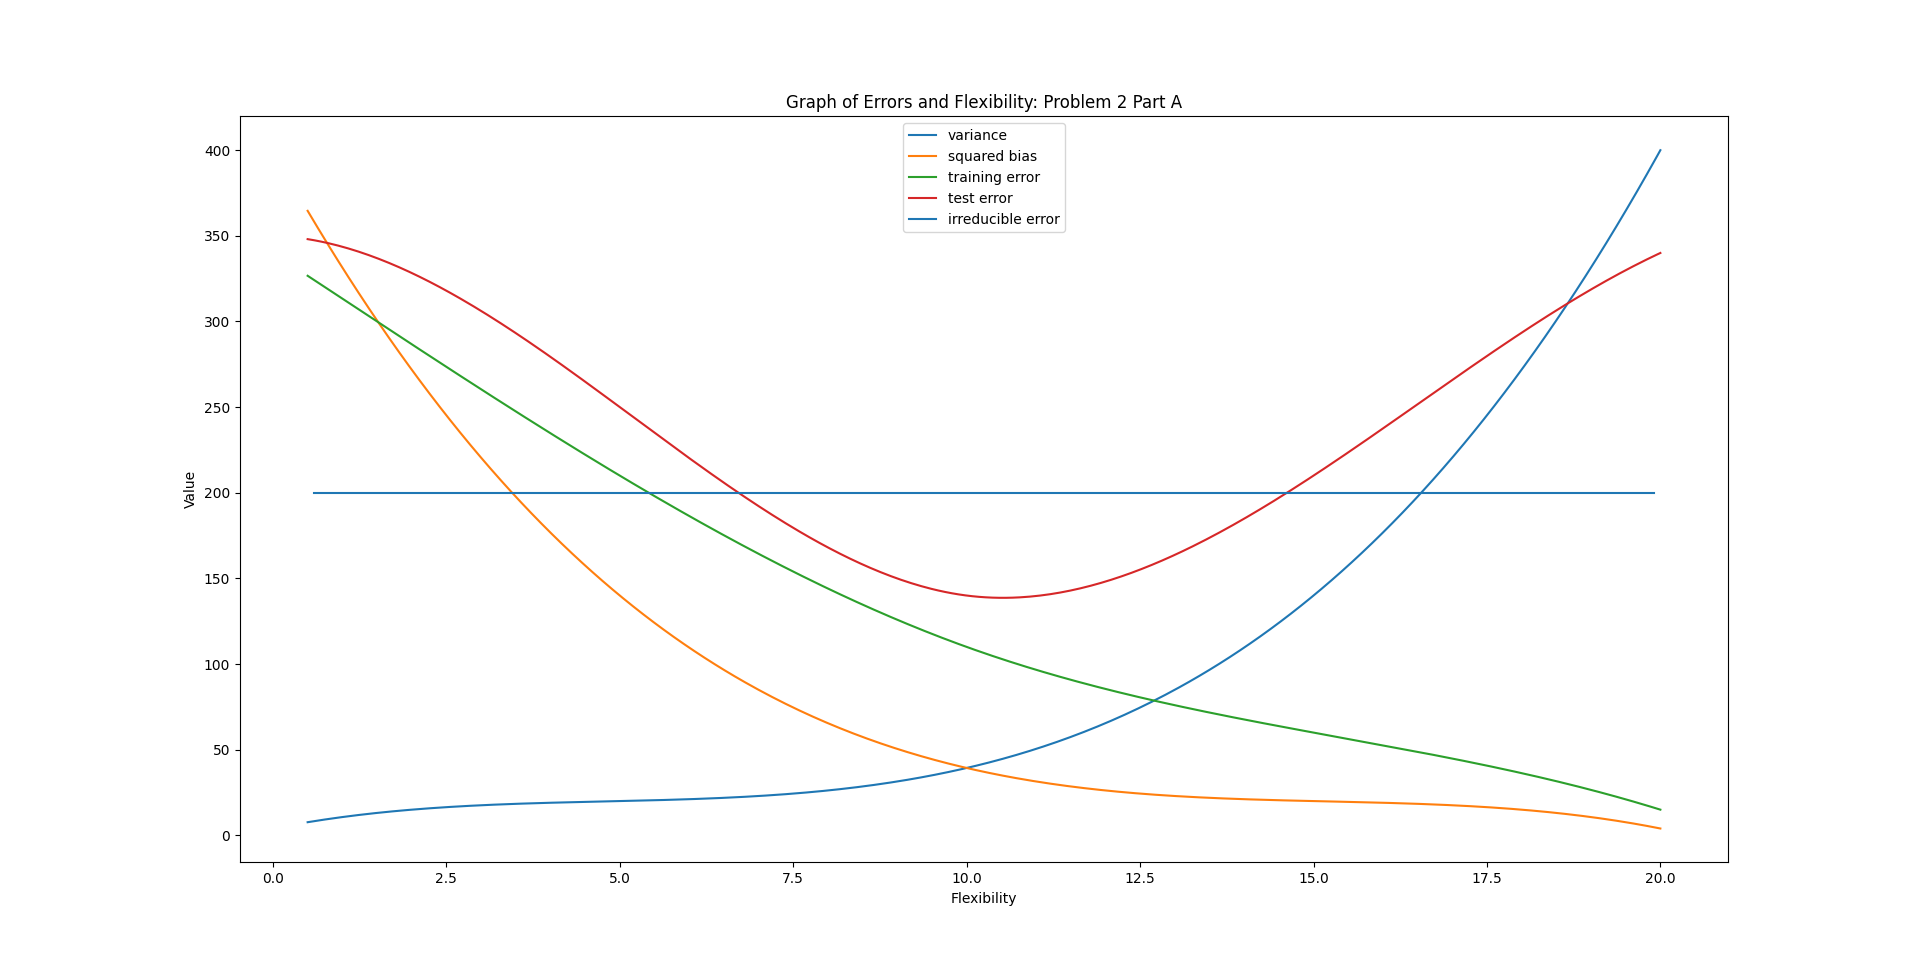 Graph of Errors and Flexibility: Problem 2 Part A
variance
squared bias
training error
test error
irreducible error
400
350
300
250
200
150
100
50
0
Value
0.0 2.5 5.0 7.5 10.0 12.5 15.0 17.5 20.0
Flexibility